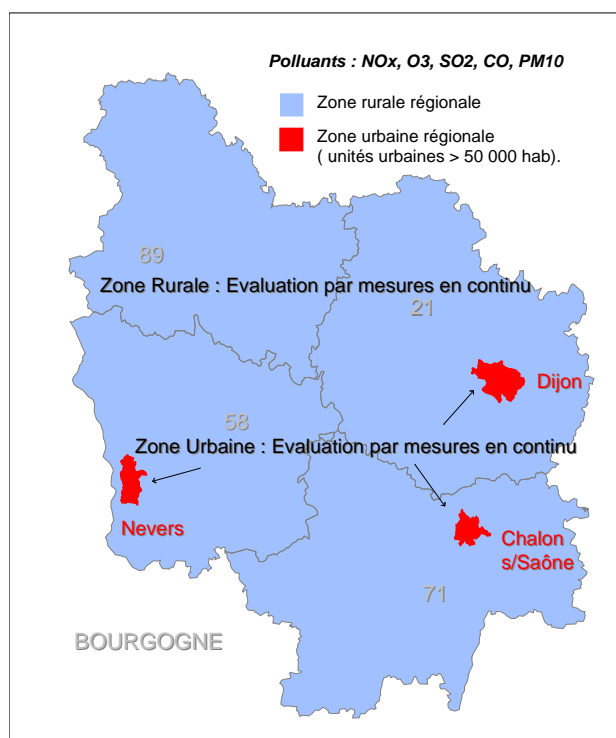 Polluants : NOx, O3, SO2, CO, PM10
Zone rurale régionale
Zone urbaine régionale
( unités urbaines > 50 000 hab).
89
Zone Rurale : Evaluation par mesures en continu
21
Dijon
58
Zone Urbaine : Evaluation par mesures en continu
Nevers
Chalon
s/Saône
71
BOURGOGNE